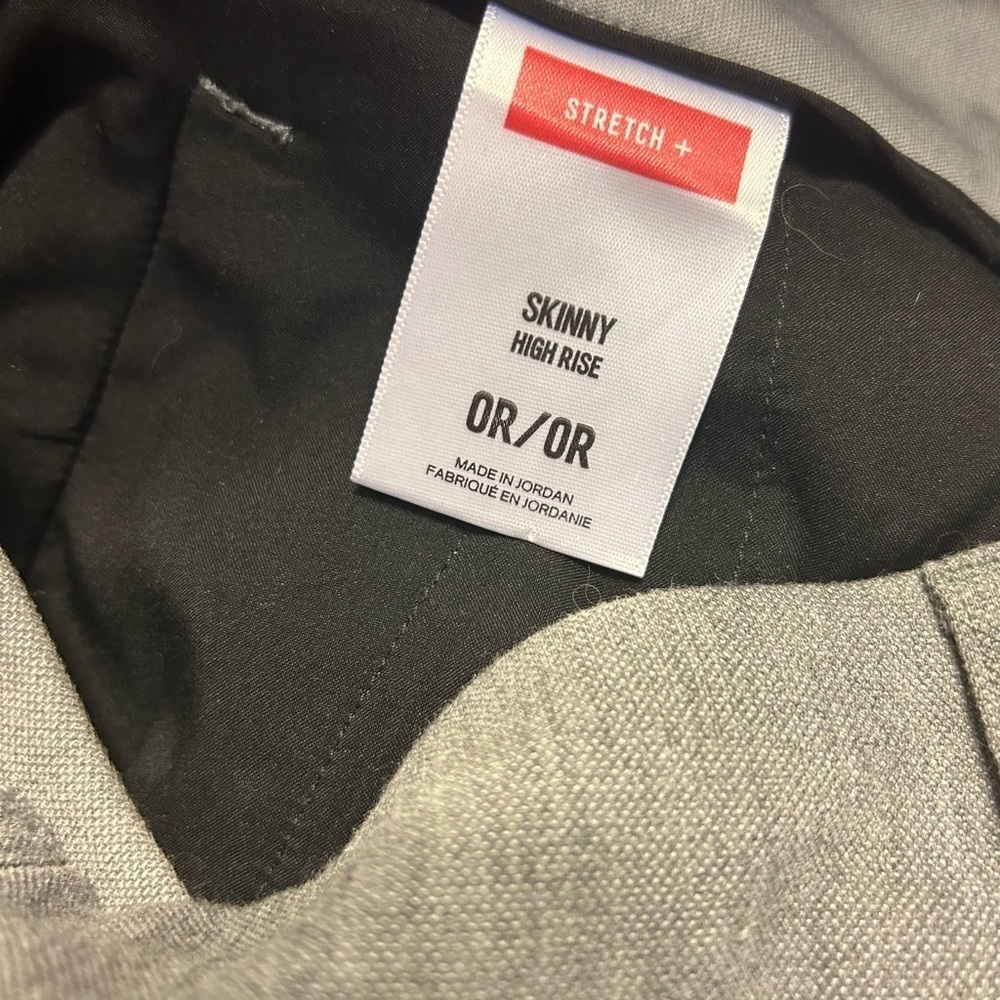 STRETCH +
SKINNY
HIGH RISE
0R/0R
MADE IN JORDAN
FABRIQUÉ EN JORDANIE